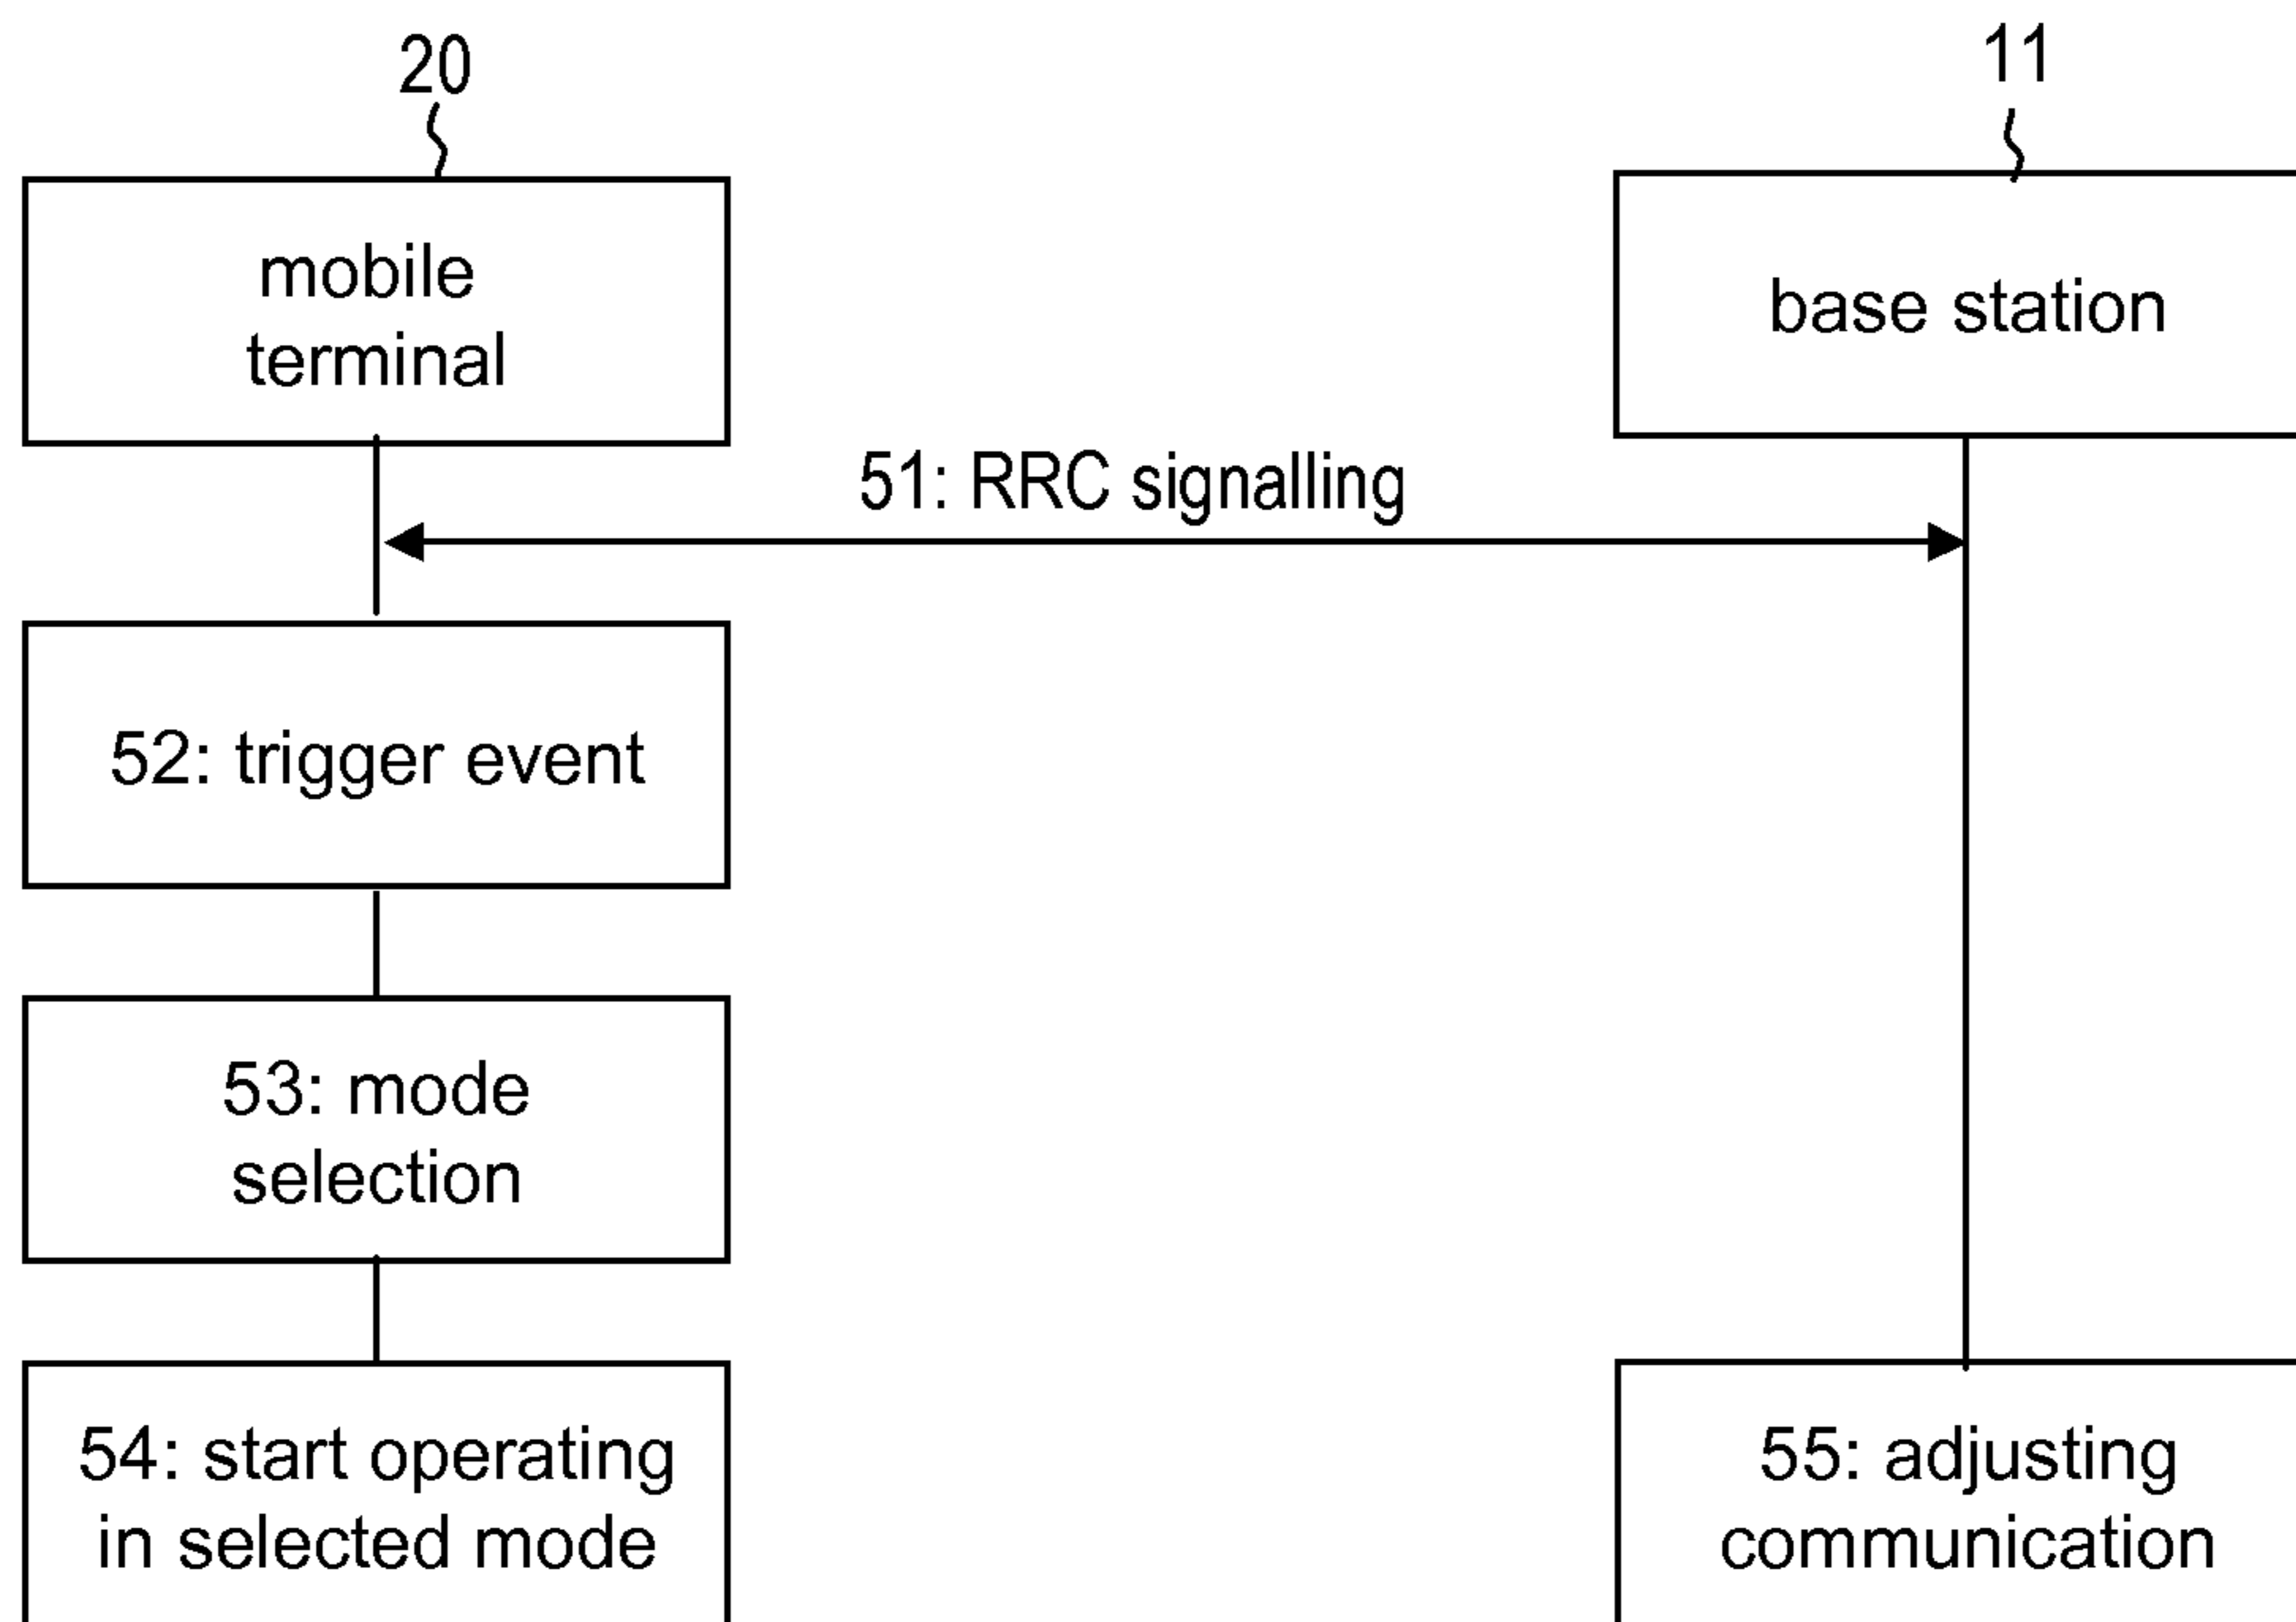 20
11
mobile
terminal
base station
51: RRC signalling
52: trigger event
53: mode
selection
54: start operating
in selected mode
55: adjusting
communication